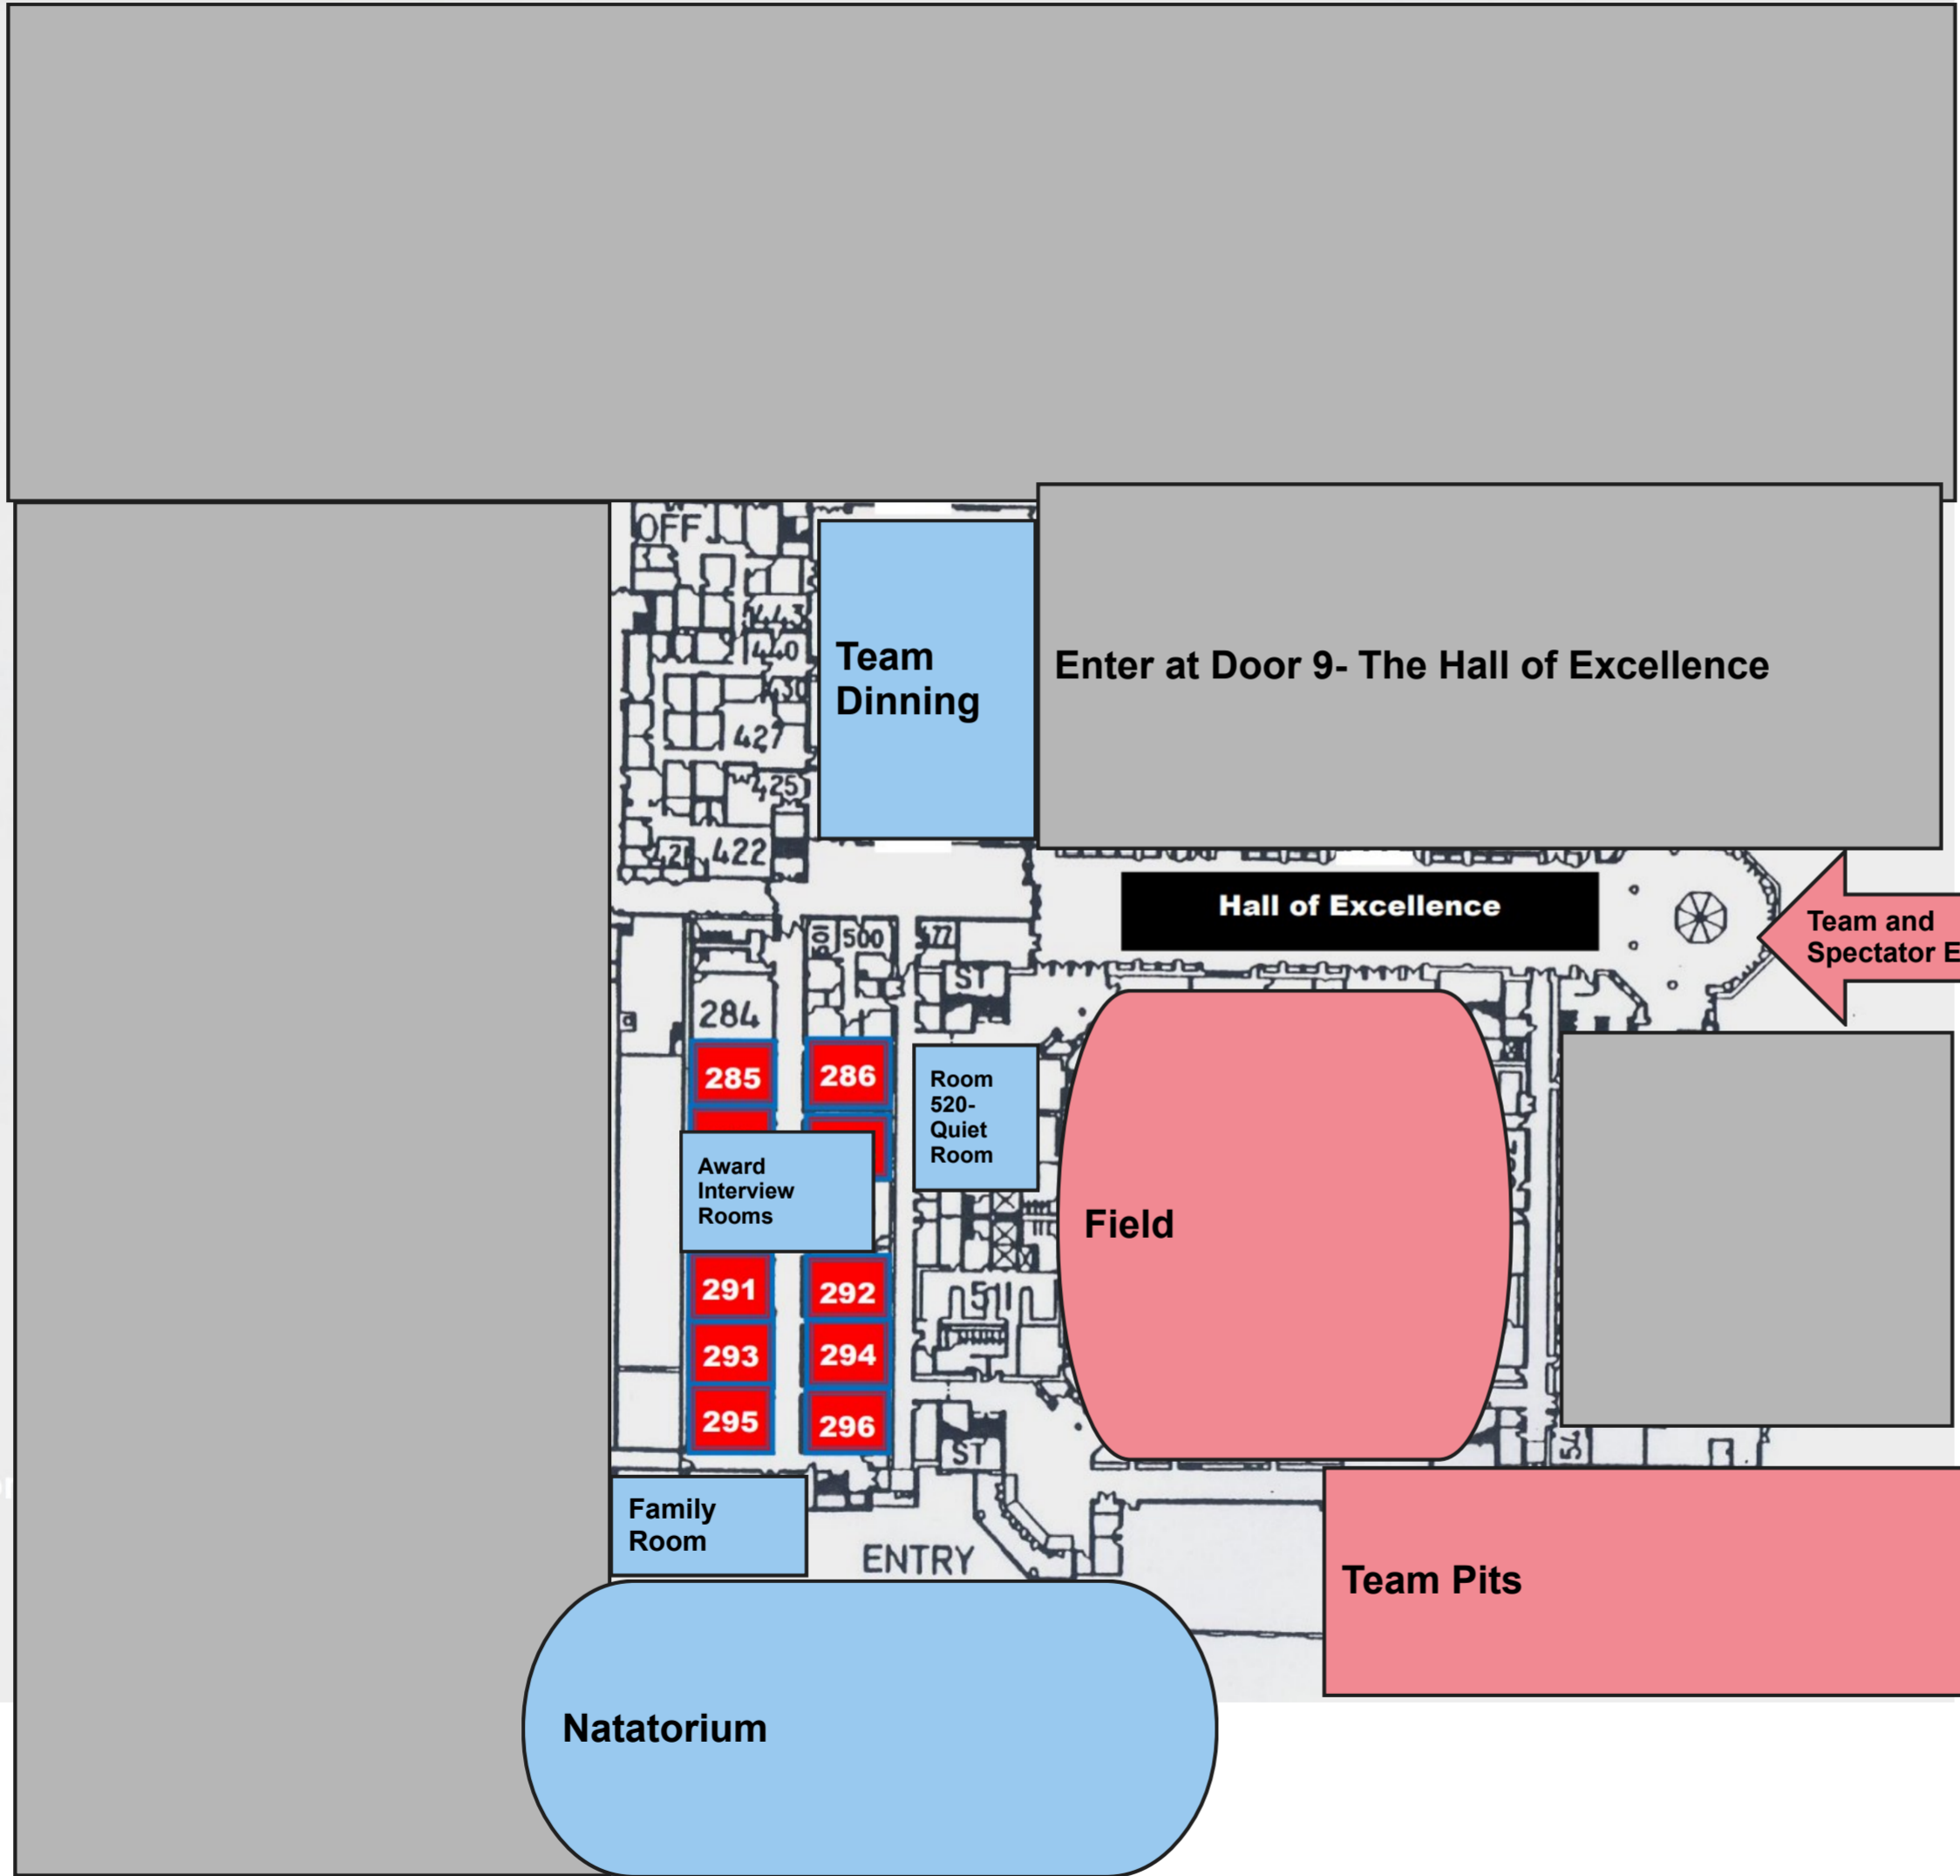 OFF
443
440
430
427
425
421
422
Team
Dinning
Enter at Door 9- The Hall of Excellence
Hall of Excellence
Team and
Spectator E
501
500
477
ST
284
285
286
Room
520-
Quiet
Room
Award
Interview
Rooms
Field
291
292
511
293
294
295
296
ST
Family
Room
ENTRY
Team Pits
Natatorium